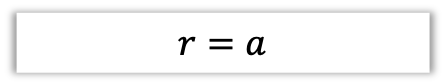 𝑟 = 𝑎